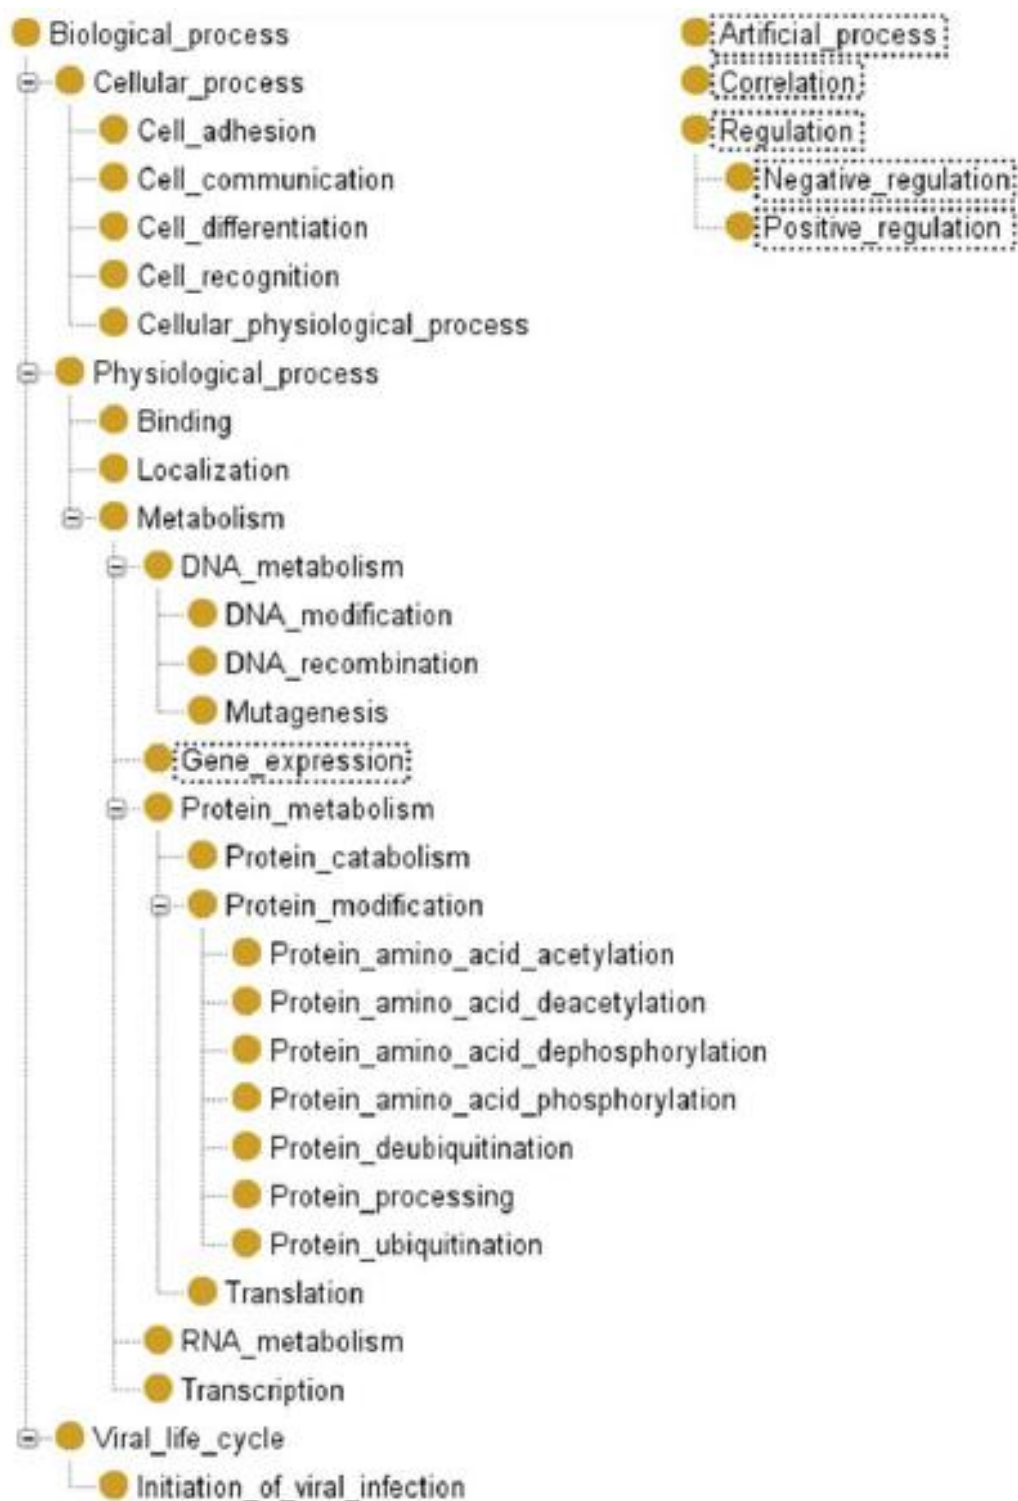 Biological_process
Cellular_process
Cell_adhesion
Cell_communication
Cell_differentiation
Cell_recognition
Cellular_physiological_process
Physiological_process
Binding
Localization
Metabolism
DNA_metabolism
DNA_modification
DNA_recombination
Mutagenesis
Gene_expression
Protein_metabolism
Protein_catabolism
Protein_modification
Protein_amino_acid_acetylation
Protein_amino_acid_deacetylation
Protein_amino_acid_dephosphorylation
Protein_amino_acid_phosphorylation
Protein_deubiquitination
Protein_processing
Protein_ubiquitination
Translation
RNA_metabolism
Transcription
Viral_life_cycle
Initiation_of_viral_infection
Artificial_process
Correlation
Regulation
Negative_regulation
Positive_regulation